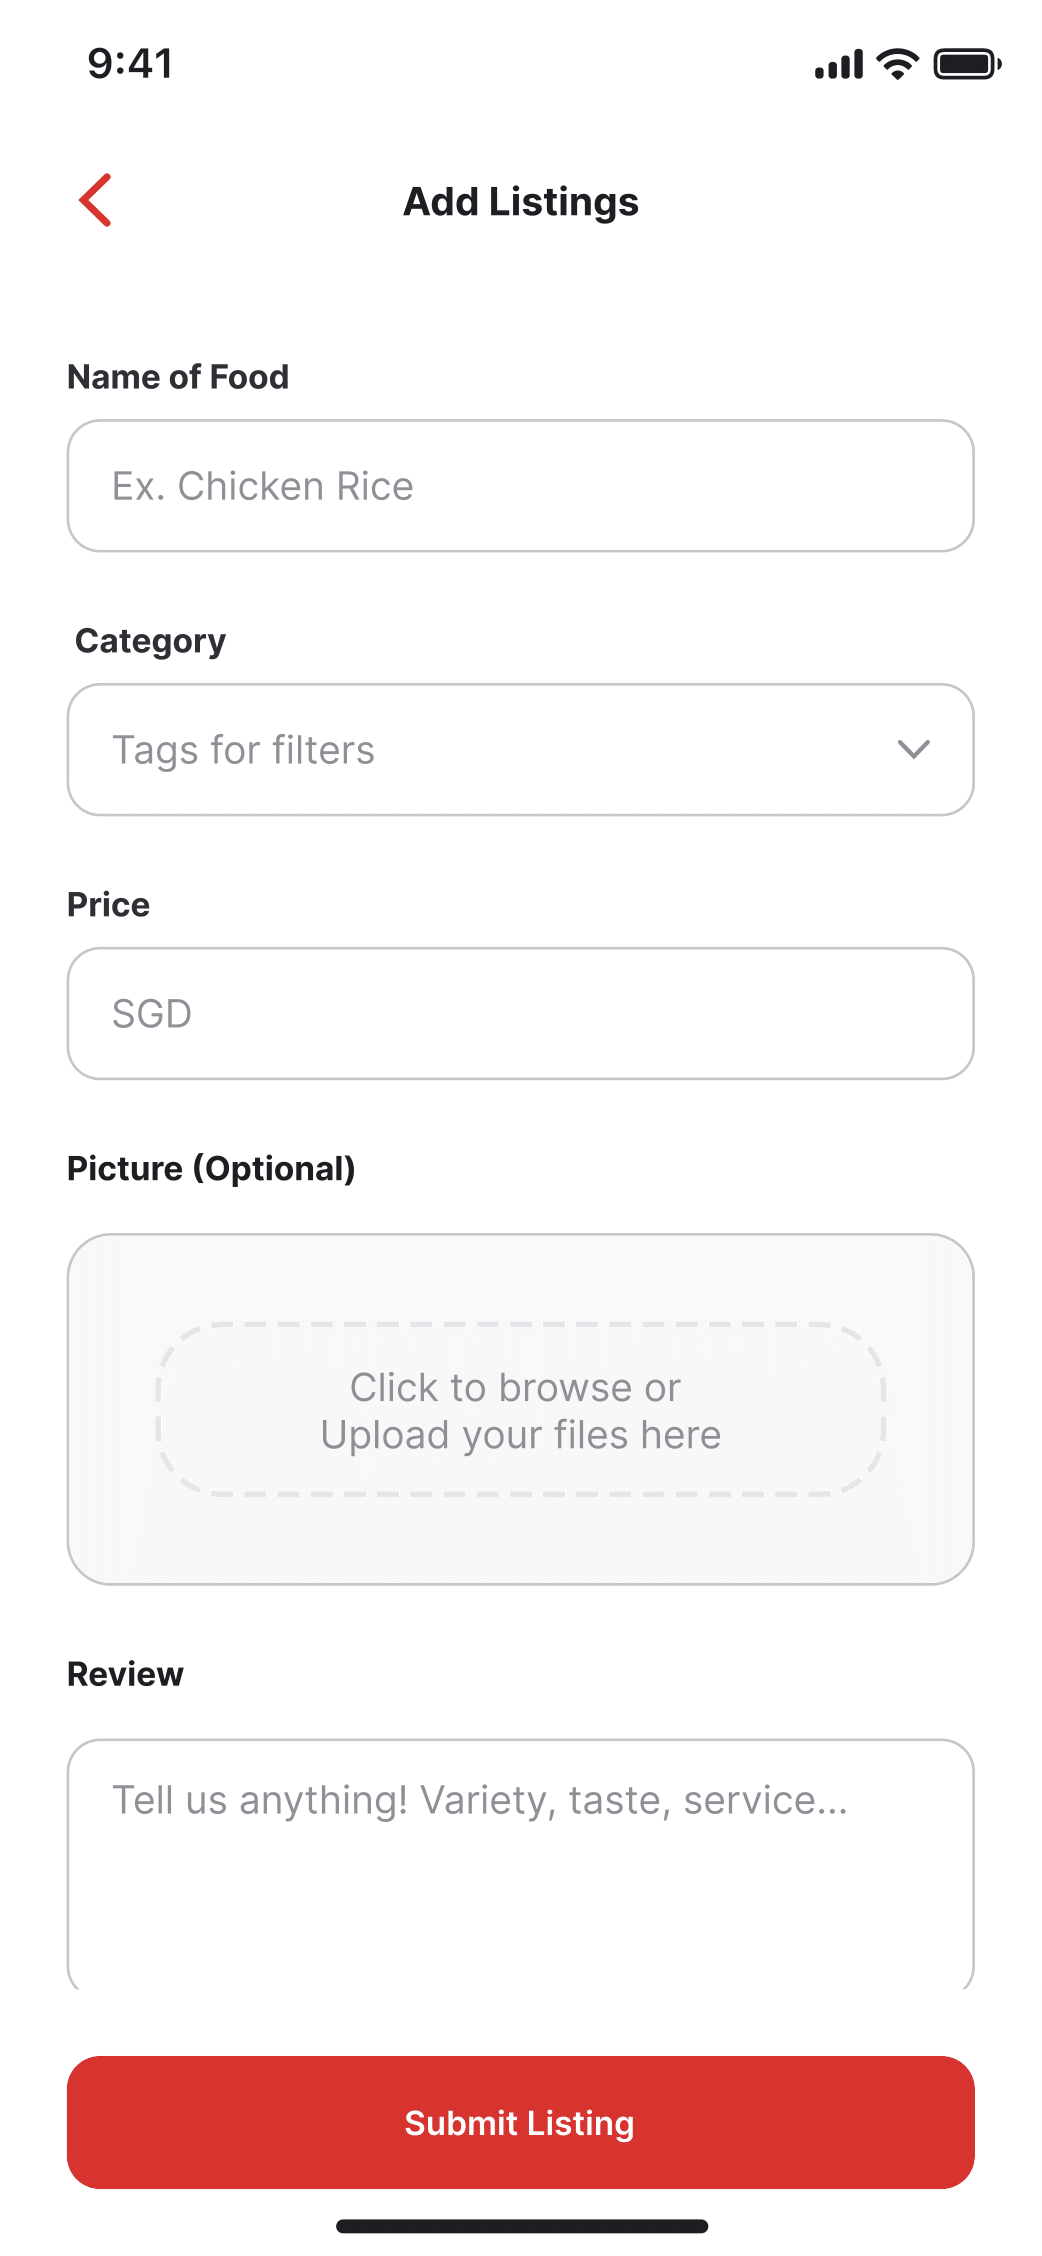 9:41
Add Listings
Name of Food
Ex. Chicken Rice
Category
Tags for filters
Price
SGD
Picture (Optional)
Click to browse or
Upload your files here
Review
Tell us anything! Variety, taste, service...
Submit Listing